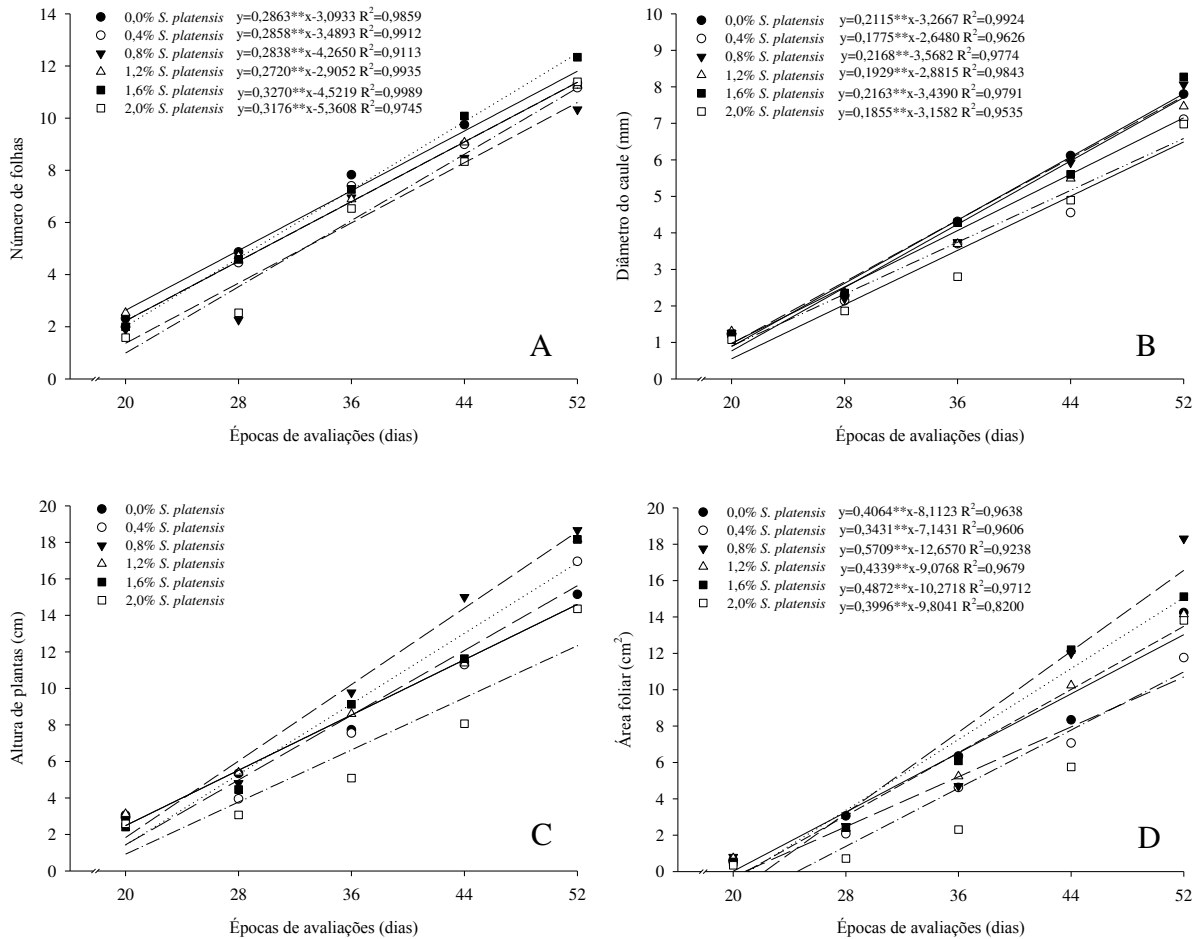 0,0% S. platensis y=0,2863**x-3,0933 R²=0,9859
0,4% S. platensis y=0,2858**x-3,4893 R²=0,9912
0,8% S. platensis y=0,2838**x-4,2650 R²=0,9113
1,2% S. platensis y=0,2720**x-2,9052 R²=0,9935
1,6% S. platensis y=0,3270**x-4,5219 R²=0,9989
2,0% S. platensis y=0,3176**x-5,3608 R²=0,9745
14
12
10
8
6
4
2
0
Número de folhas
A
20 28 36 44 52
Épocas de avaliações (dias)
0,0% S. platensis y=0,2115**x-3,2667 R²=0,9924
0,4% S. platensis y=0,1775**x-2,6480 R²=0,9626
0,8% S. platensis y=0,2168**-3,5682 R²=0,9774
1,2% S. platensis y=0,1929**x-2,8815 R²=0,9843
1,6% S. platensis y=0,2163**x-3,4390 R²=0,9791
2,0% S. platensis y=0,1855**x-3,1582 R²=0,9535
10
9
8
7
6
5
4
3
2
1
0
Diâmetro do caule (mm)
B
20 28 36 44 52
Épocas de avaliações (dias)
0,0% S. platensis
0,4% S. platensis
0,8% S. platensis
1,2% S. platensis
1,6% S. platensis
2,0% S. platensis
20
18
16
14
12
10
8
6
4
2
0
Altura de plantas (cm)
C
20 28 36 44 52
Épocas de avaliações (dias)
0,0% S. platensis y=0,4064**x-8,1123 R²=0,9638
0,4% S. platensis y=0,3431**x-7,1431 R²=0,9606
0,8% S. platensis y=0,5709**x-12,6570 R²=0,9238
1,2% S. platensis y=0,4339**x-9,0768 R²=0,9679
1,6% S. platensis y=0,4872**x-10,2718 R²=0,9712
2,0% S. platensis y=0,3996**x-9,8041 R²=0,8200
20
18
16
14
12
10
8
6
4
2
0
Área foliar (cm²)
D
20 28 36 44 52
Épocas de avaliações (dias)